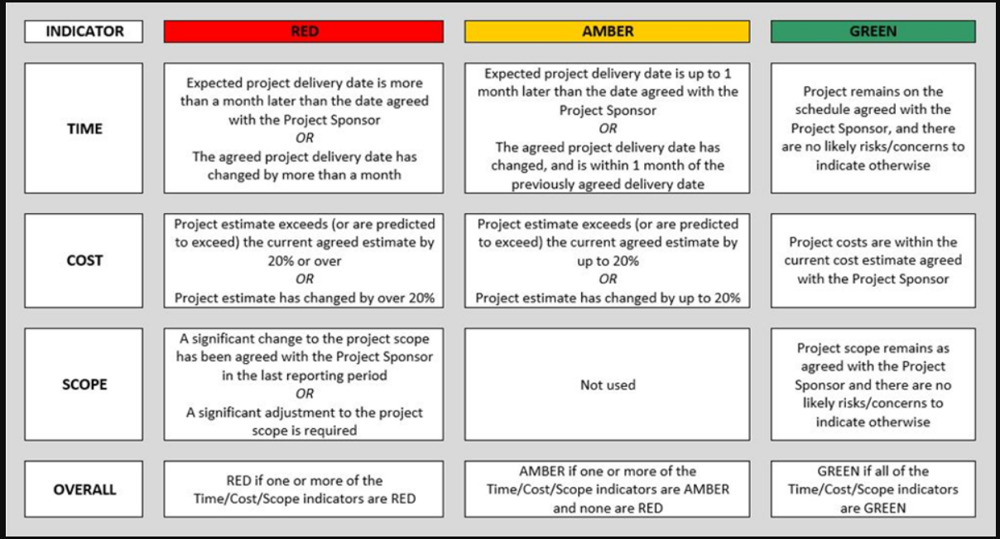 INDICATOR
RED
AMBER
GREEN
TIME
Expected project delivery date is more
than a month later than the date agreed
with the Project Sponsor
OR
The agreed project delivery date has
changed by more than a month
Expected project delivery date is up to 1
month later than the date agreed with the
Project Sponsor
OR
The agreed project delivery date has
changed, and is within 1 month of the
previously agreed delivery date
Project remains on the
schedule agreed with the
Project Sponsor, and there
are no likely risks/concerns to
indicate otherwise
COST
Project estimate exceeds (or are predicted
to exceed) the current agreed estimate by
20% or over
OR
Project estimate has changed by over 20%
Project estimate exceeds (or are predicted
to exceed) the current agreed estimate by
up to 20%
OR
Project estimate has changed by up to 20%
Project costs are within the
current cost estimate agreed
with the Project Sponsor
SCOPE
A significant change to the project scope
has been agreed with the Project Sponsor
in the last reporting period
OR
A significant adjustment to the project
scope is required
Not used
Project scope remains as
agreed with the Project
Sponsor and there are no
likely risks/concerns to
indicate otherwise
OVERALL
RED if one or more of the
Time/Cost/Scope indicators are RED
AMBER if one or more of the
Time/Cost/Scope indicators are AMBER
and none are RED
GREEN if all of the
Time/Cost/Scope indicators
are GREEN